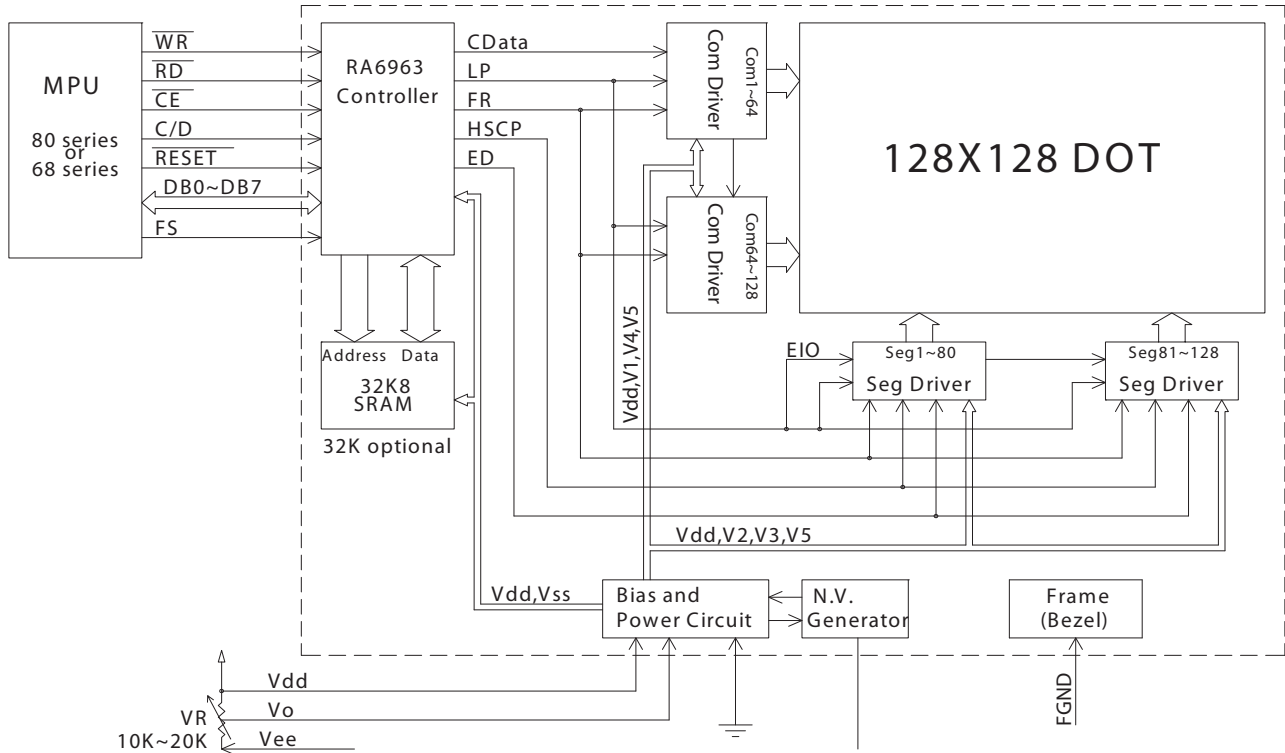 MPU
80 series
or
68 series
WR
RD
CE
C/D
RESET
DB0~DB7
FS
RA6963
Controller
CData
LP
FR
HSCP
ED
Com Driver
Com1~64
Com Driver
Com64~128
128X128 DOT
Address Data
32K8
SRAM
32K optional
Vdd,V1,V4,V5
EIO
Seg1~80
Seg Driver
Seg81~128
Seg Driver
Vdd,V2,V3,V5
Vdd,Vss
Bias and
Power Circuit
N.V.
Generator
Frame
(Bezel)
FGND
Vdd
Vo
Vee
VR
10K~20K